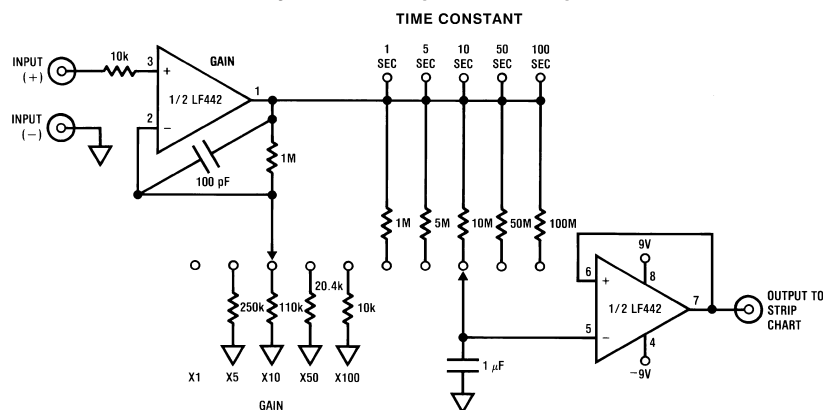 TIME CONSTANT
1 SEC
5 SEC
10 SEC
50 SEC
100 SEC
INPUT (+)
10k
3
+
GAIN
1
1/2 LF442
2
−
INPUT (−)
100 pF
1M
1M
5M
10M
50M
100M
250k
110k
20.4k
10k
X1
X5
X10
X50
X100
GAIN
1 μF
9V
6
+
8
1/2 LF442
7
5
−
4
−9V
OUTPUT TO
STRIP
CHART